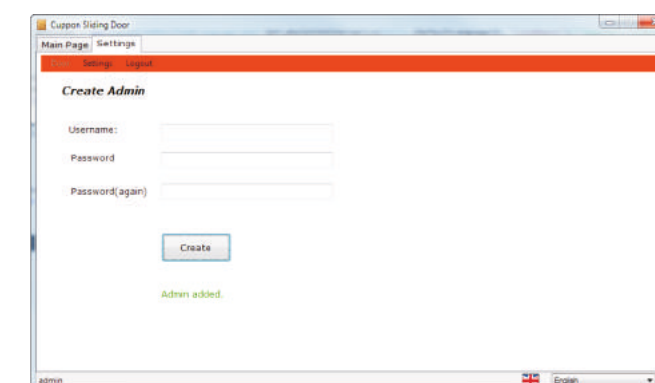 Cuppon Sliding Door
Main Page Settings
Settings Logout
Create Admin
Username:
Password
Password(again)
Create
Admin added.
admin English